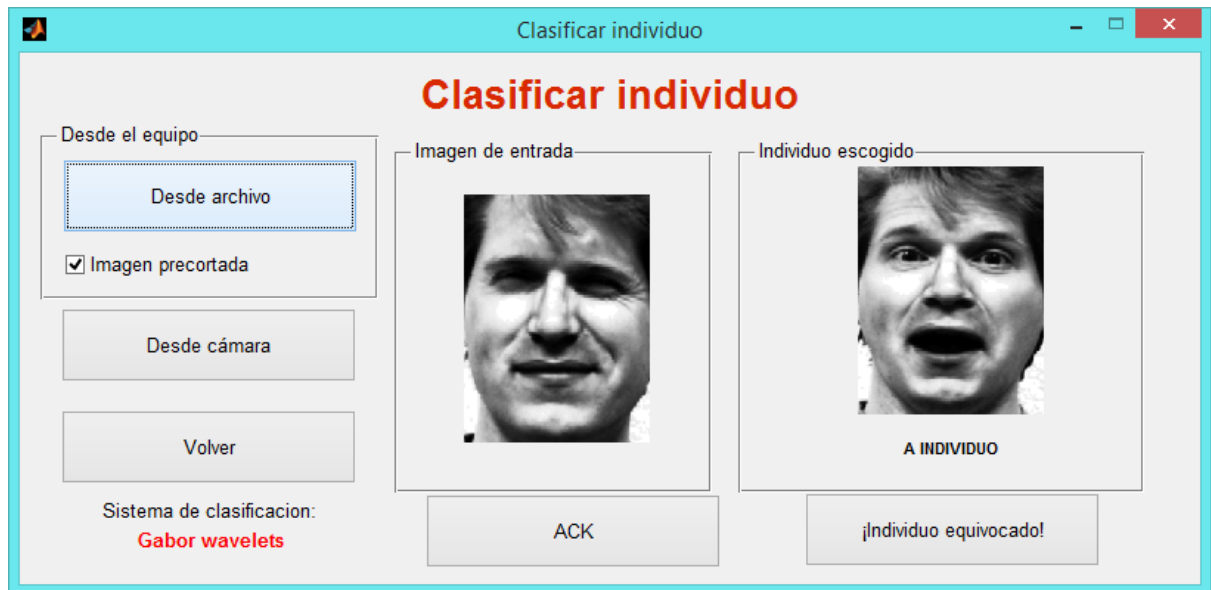 Clasificar individuo
Clasificar individuo
Desde el equipo
Desde archivo
Imagen precortada
Desde cámara
Volver
Sistema de clasificacion:
Gabor wavelets
Imagen de entrada
ACK
Individuo escogido
A INDIVIDUO
¡Individuo equivocado!